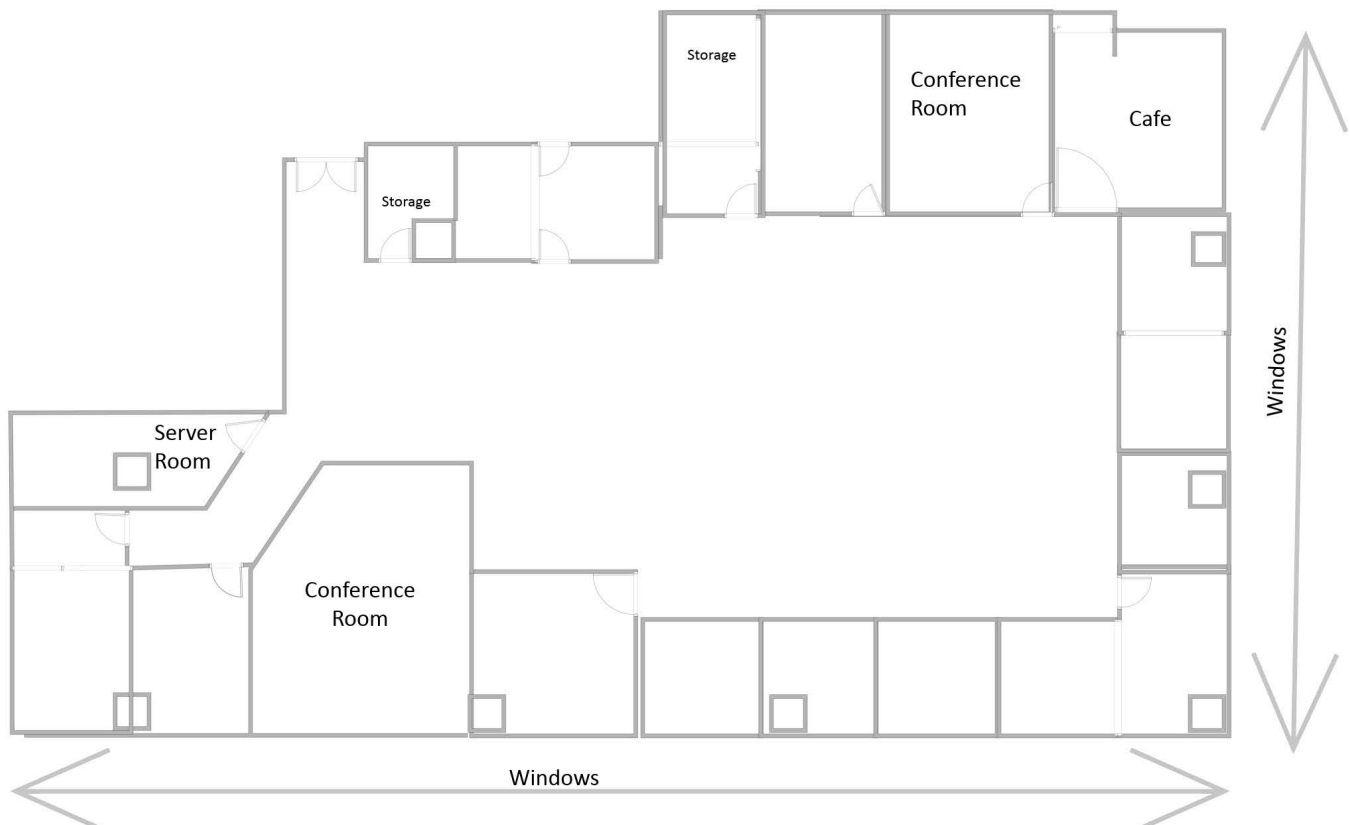 Storage
Conference
Room
Cafe
Storage
Windows
Server
Room
Conference
Room
Windows